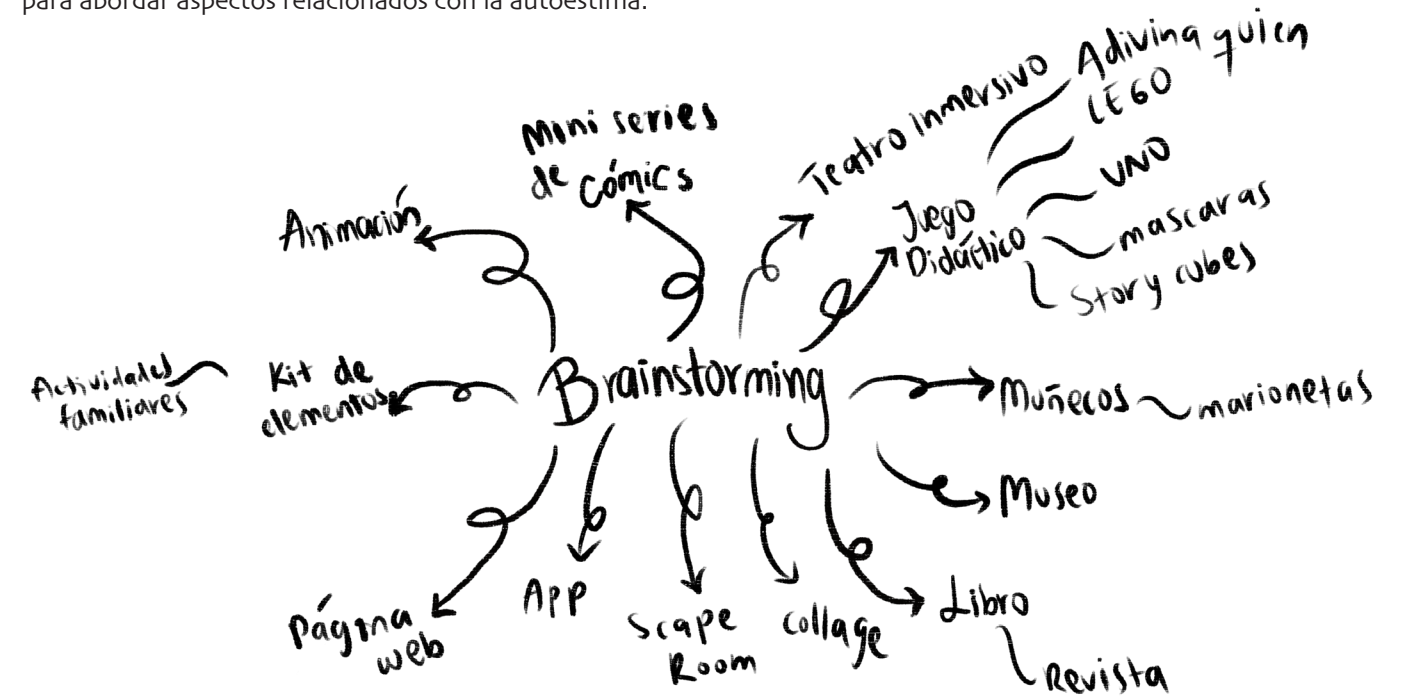 para abordar aspectos relacionados con la autoestima.
Adivina quien
Teatro inmersivo
LEGO
Mini series
de cómics
UNO
Animación
Juego
Didáctico
mascaras
Story cubes
Actividades
familiares
Kit de
elementos
Brainstorming
Muñecos
marionetas
Museo
Página
web
App
Scape
Room
collage
Libro
Revista